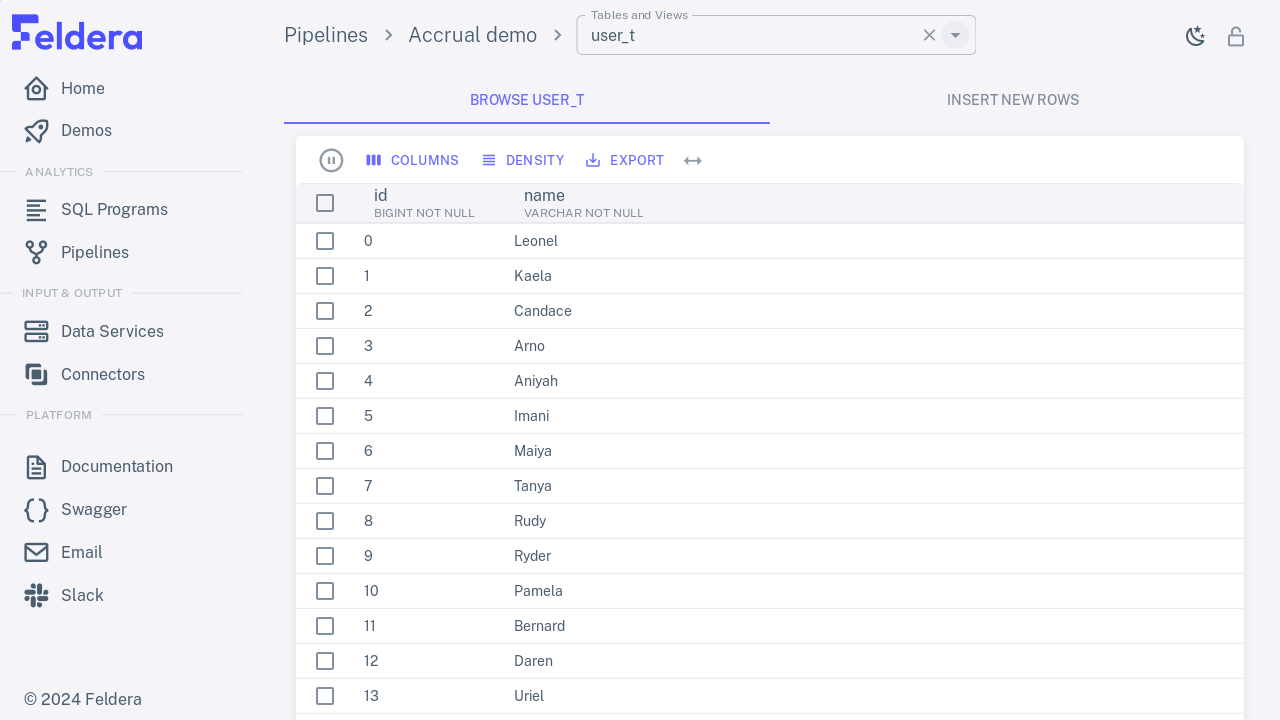 Feldera
Home
Demos
ANALYTICS
SQL Programs
Pipelines
INPUT & OUTPUT
Data Services
Connectors
PLATFORM
Documentation
Swagger
Email
Slack
© 2024 Feldera
Pipelines > Accrual demo >
Tables and Views
user_t
BROWSE USER_T
INSERT NEW ROWS
COLUMNS DENSITY EXPORT
id name
BIGINT NOT NULL VARCHAR NOT NULL
0 Leonel
1 Kaela
2 Candace
3 Arno
4 Aniyah
5 Imani
6 Maiya
7 Tanya
8 Rudy
9 Ryder
10 Pamela
11 Bernard
12 Daren
13 Uriel